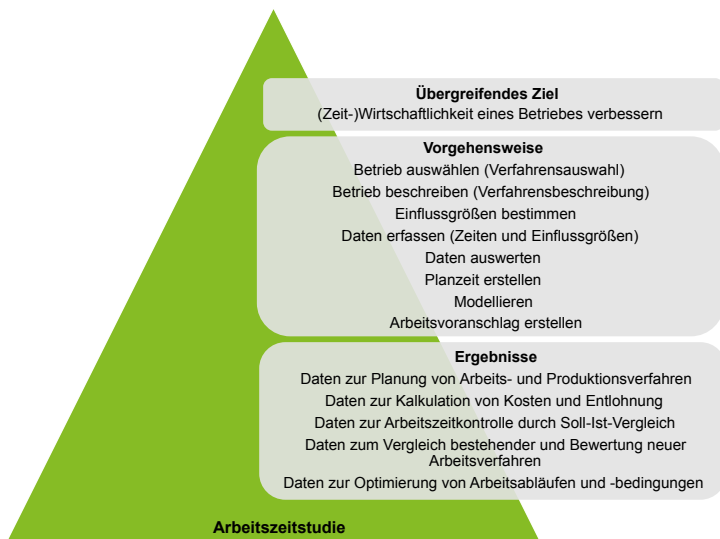 Übergreifendes Ziel
(Zeit-)Wirtschaftlichkeit eines Betriebes verbessern
Vorgehensweise
Betrieb auswählen (Verfahrensauswahl)
Betrieb beschreiben (Verfahrensbeschreibung)
Einflussgrößen bestimmen
Daten erfassen (Zeiten und Einflussgrößen)
Daten auswerten
Planzeit erstellen
Modellieren
Arbeitsvoranschlag erstellen
Ergebnisse
Daten zur Planung von Arbeits- und Produktionsverfahren
Daten zur Kalkulation von Kosten und Entlohnung
Daten zur Arbeitszeitkontrolle durch Soll-Ist-Vergleich
Daten zum Vergleich bestehender und Bewertung neuer
Arbeitsverfahren
Daten zur Optimierung von Arbeitsabläufen und -bedingungen
Arbeitszeitstudie